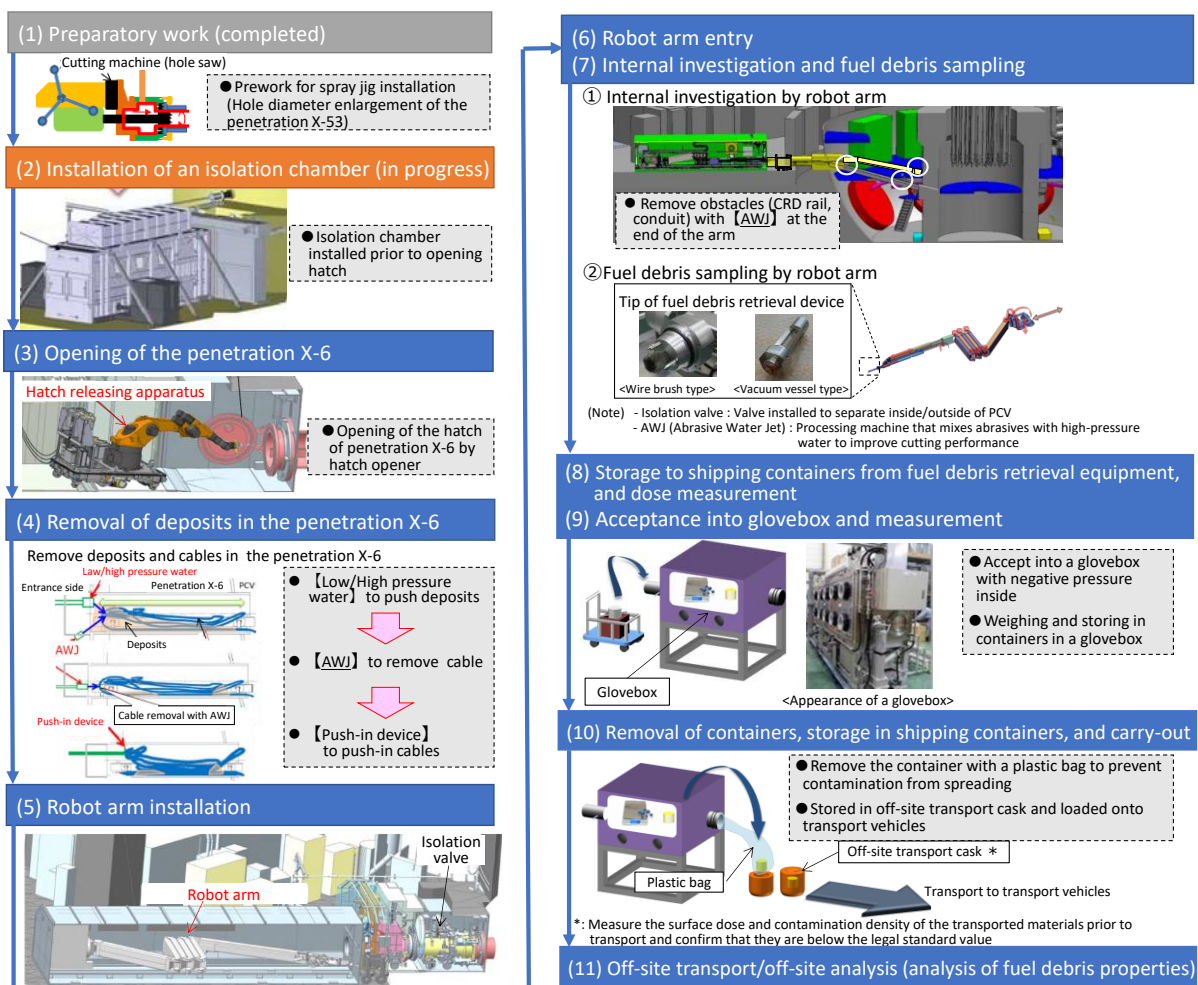 (1) Preparatory work (completed)
Cutting machine (hole saw)
● Prework for spray jig installation
(Hole diameter enlargement of the
penetration X-53)
(2) Installation of an isolation chamber (in progress)
● Isolation chamber
installed prior to opening
hatch
(3) Opening of the penetration X-6
Hatch releasing apparatus
● Opening of the hatch
of penetration X-6 by
hatch opener
(4) Removal of deposits in the penetration X-6
Remove deposits and cables in the penetration X-6
Law/high pressure water
Entrance side
Penetration X-6
PCV
Deposits
AWJ
Cable removal with AWJ
Push-in device
● 【Low/High pressure
water】 to push deposits
● 【AWJ】 to remove cable
● 【Push-in device】
to push-in cables
(5) Robot arm installation
Isolation
valve
Robot arm
(6) Robot arm entry
(7) Internal investigation and fuel debris sampling
① Internal investigation by robot arm
● Remove obstacles (CRD rail,
conduit) with 【AWJ】 at the
end of the arm
②Fuel debris sampling by robot arm
Tip of fuel debris retrieval device
<Wire brush type>
<Vacuum vessel type>
(Note) - Isolation valve : Valve installed to separate inside/outside of PCV
- AWJ (Abrasive Water Jet) : Processing machine that mixes abrasives with high-pressure
water to improve cutting performance
(8) Storage to shipping containers from fuel debris retrieval equipment,
and dose measurement
(9) Acceptance into glovebox and measurement
● Accept into a glovebox
with negative pressure
inside
● Weighing and storing in
containers in a glovebox
Glovebox
<Appearance of a glovebox>
(10) Removal of containers, storage in shipping containers, and carry-out
● Remove the container with a plastic bag to prevent
contamination from spreading
● Stored in off-site transport cask and loaded onto
transport vehicles
Off-site transport cask ＊
Plastic bag
Transport to transport vehicles
*: Measure the surface dose and contamination density of the transported materials prior to
transport and confirm that they are below the legal standard value
(11) Off-site transport/off-site analysis (analysis of fuel debris properties)